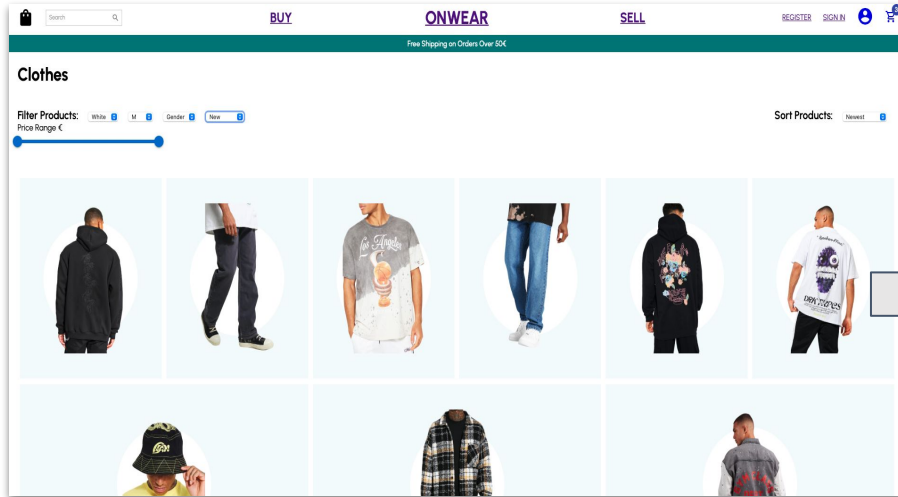 Search
BUY
ONWEAR
SELL
REGISTER
SIGN IN
Free Shipping on Orders Over 50€
Clothes
Filter Products:
White
M
Gender
New
Sort Products:
Newest
Price Range €
Los Angeles